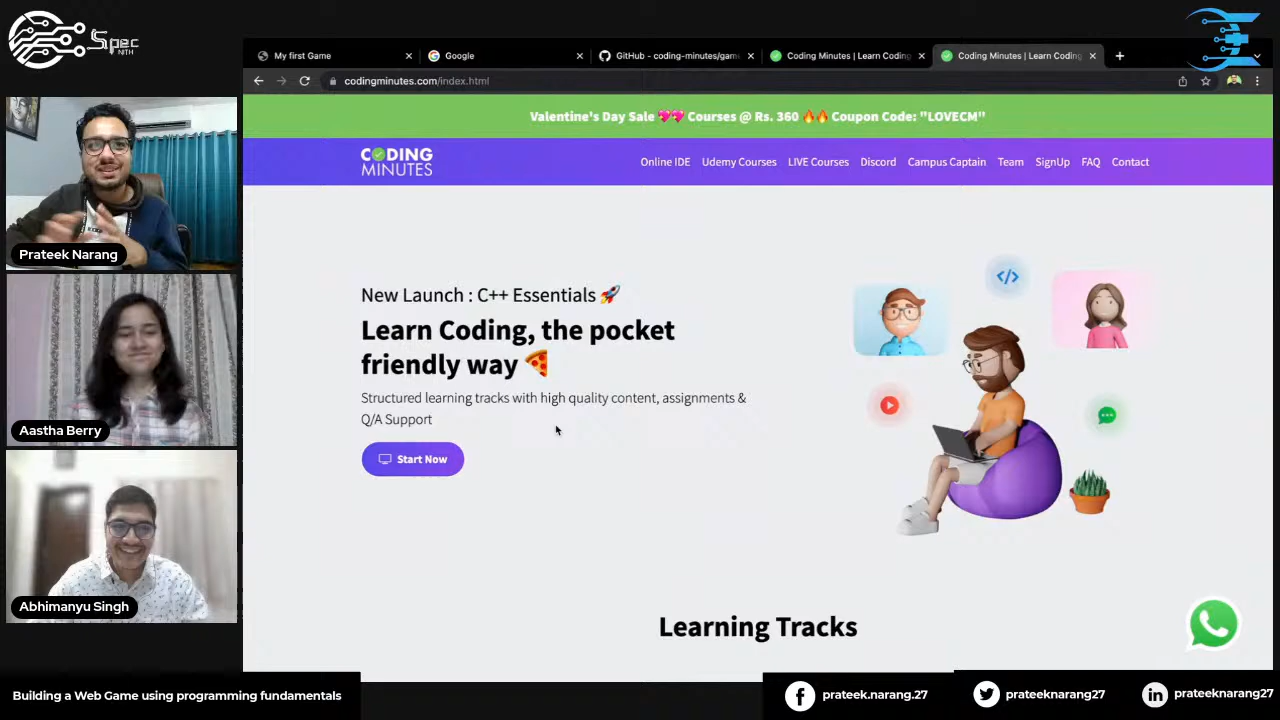 Spec
NITH
My first Game
Google
GitHub - coding-minutes/game
Coding Minutes | Learn Coding
Coding Minutes | Learn Coding
codingminutes.com/index.html
Valentine's Day Sale 💖💖 Courses @ Rs. 360 🔥🔥 Coupon Code: "LOVECM"
CODING
MINUTES
Online IDE
Udemy Courses
LIVE Courses
Discord
Campus Captain
Team
SignUp
FAQ
Contact
New Launch : C++ Essentials 🚀
Learn Coding, the pocket
friendly way 🍕
Structured learning tracks with high quality content, assignments &
Q/A Support
Start Now
Learning Tracks
Prateek Narang
Aastha Berry
Abhimanyu Singh
Building a Web Game using programming fundamentals
prateek.narang.27
prateeknarang27
prateeknarang27